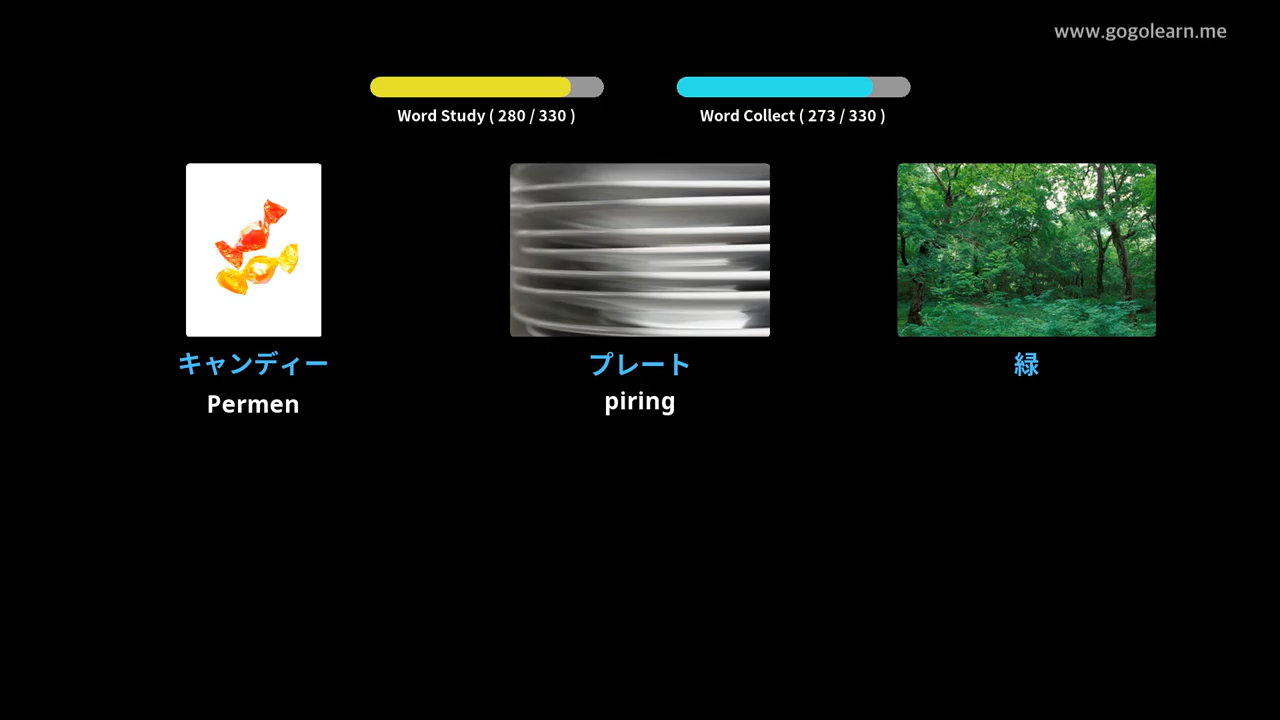 www.gogolearn.me
Word Study ( 280 / 330 )
Word Collect ( 273 / 330 )
キャンディー
Permen
プレート
piring
緑